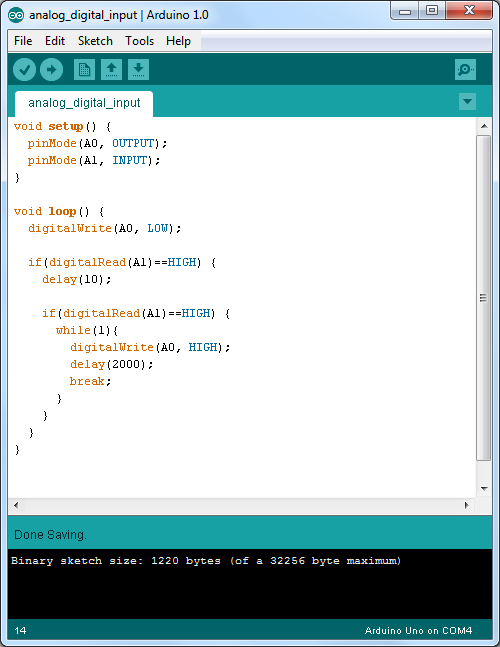 analog_digital_input | Arduino 1.0
File Edit Sketch Tools Help
analog_digital_input
void setup() {
  pinMode(A0, OUTPUT);
  pinMode(A1, INPUT);
}
void loop() {
  digitalWrite(A0, LOW);
  if(digitalRead(A1)==HIGH) {
    delay(10);
    if(digitalRead(A1)==HIGH) {
      while(1){
        digitalWrite(A0, HIGH);
        delay(2000);
        break;
      }
    }
  }
}
Done Saving.
Binary sketch size: 1220 bytes (of a 32256 byte maximum)
14 Arduino Uno on COM4